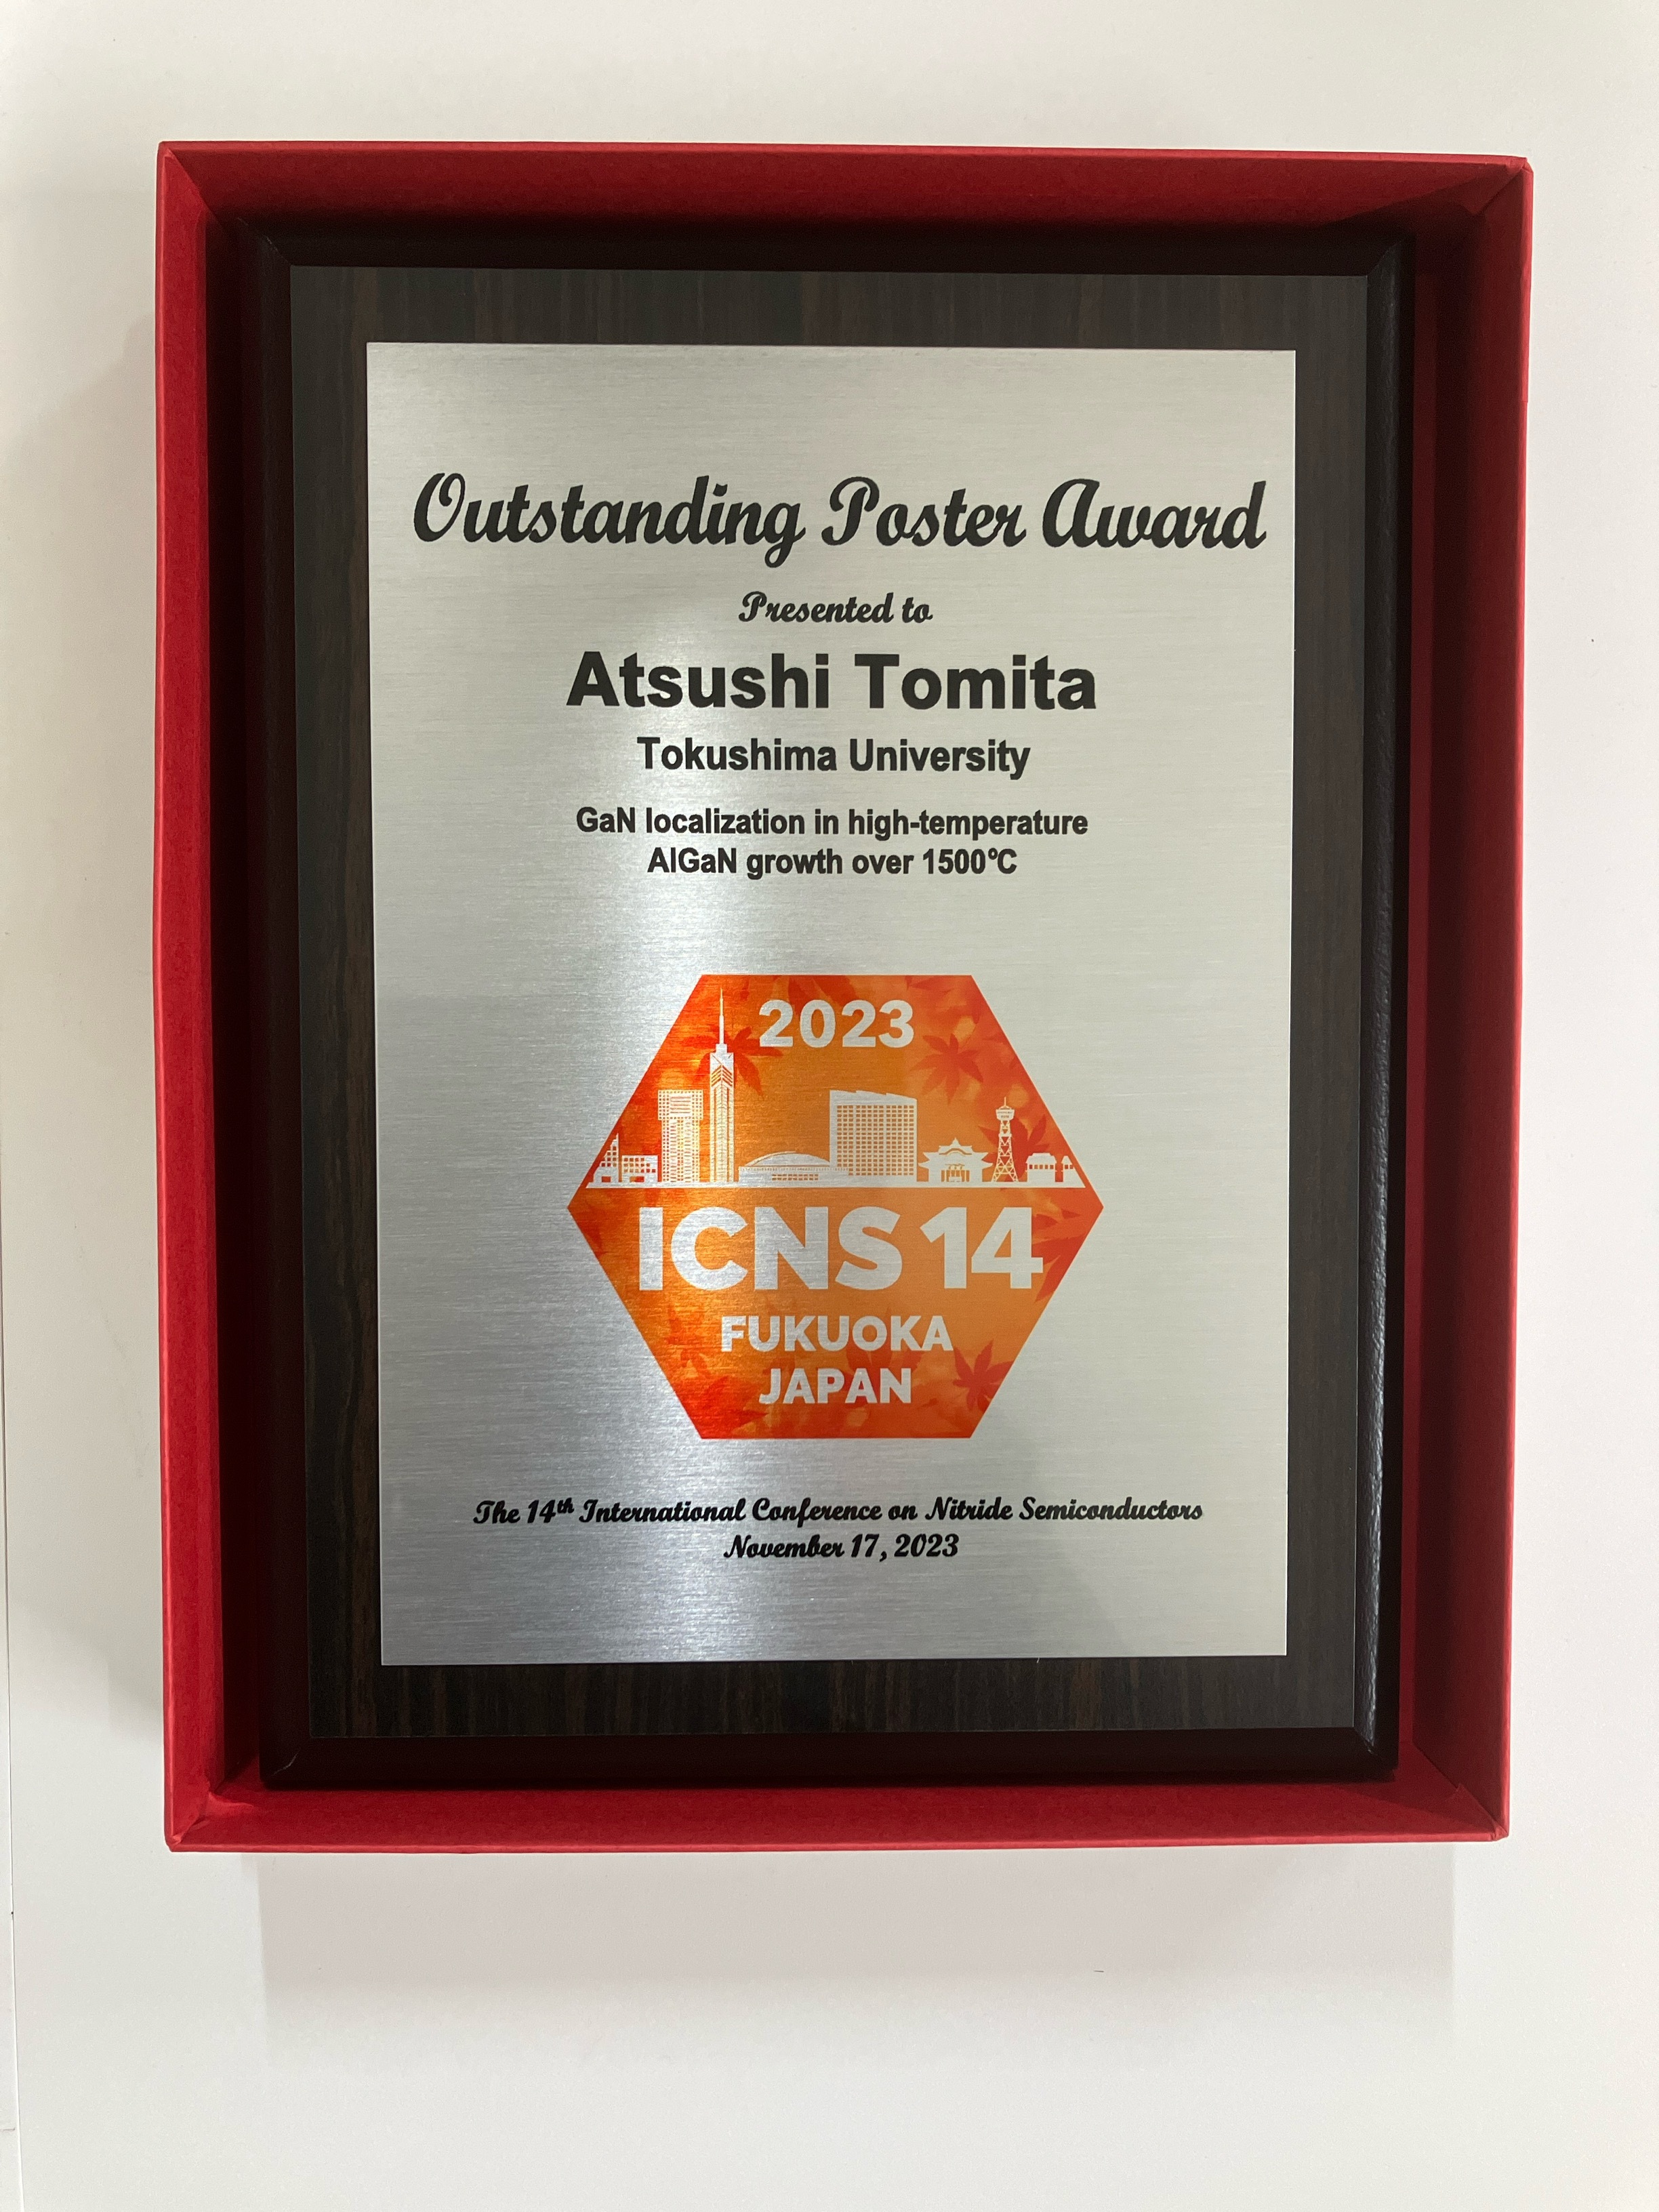 Outstanding Poster Award
Presented to
Atsushi Tomita
Tokushima University
GaN localization in high-temperature
AlGaN growth over 1500℃
2023
ICNS 14
FUKUOKA
JAPAN
The 14th International Conference on Nitride Semiconductors
November 17, 2023